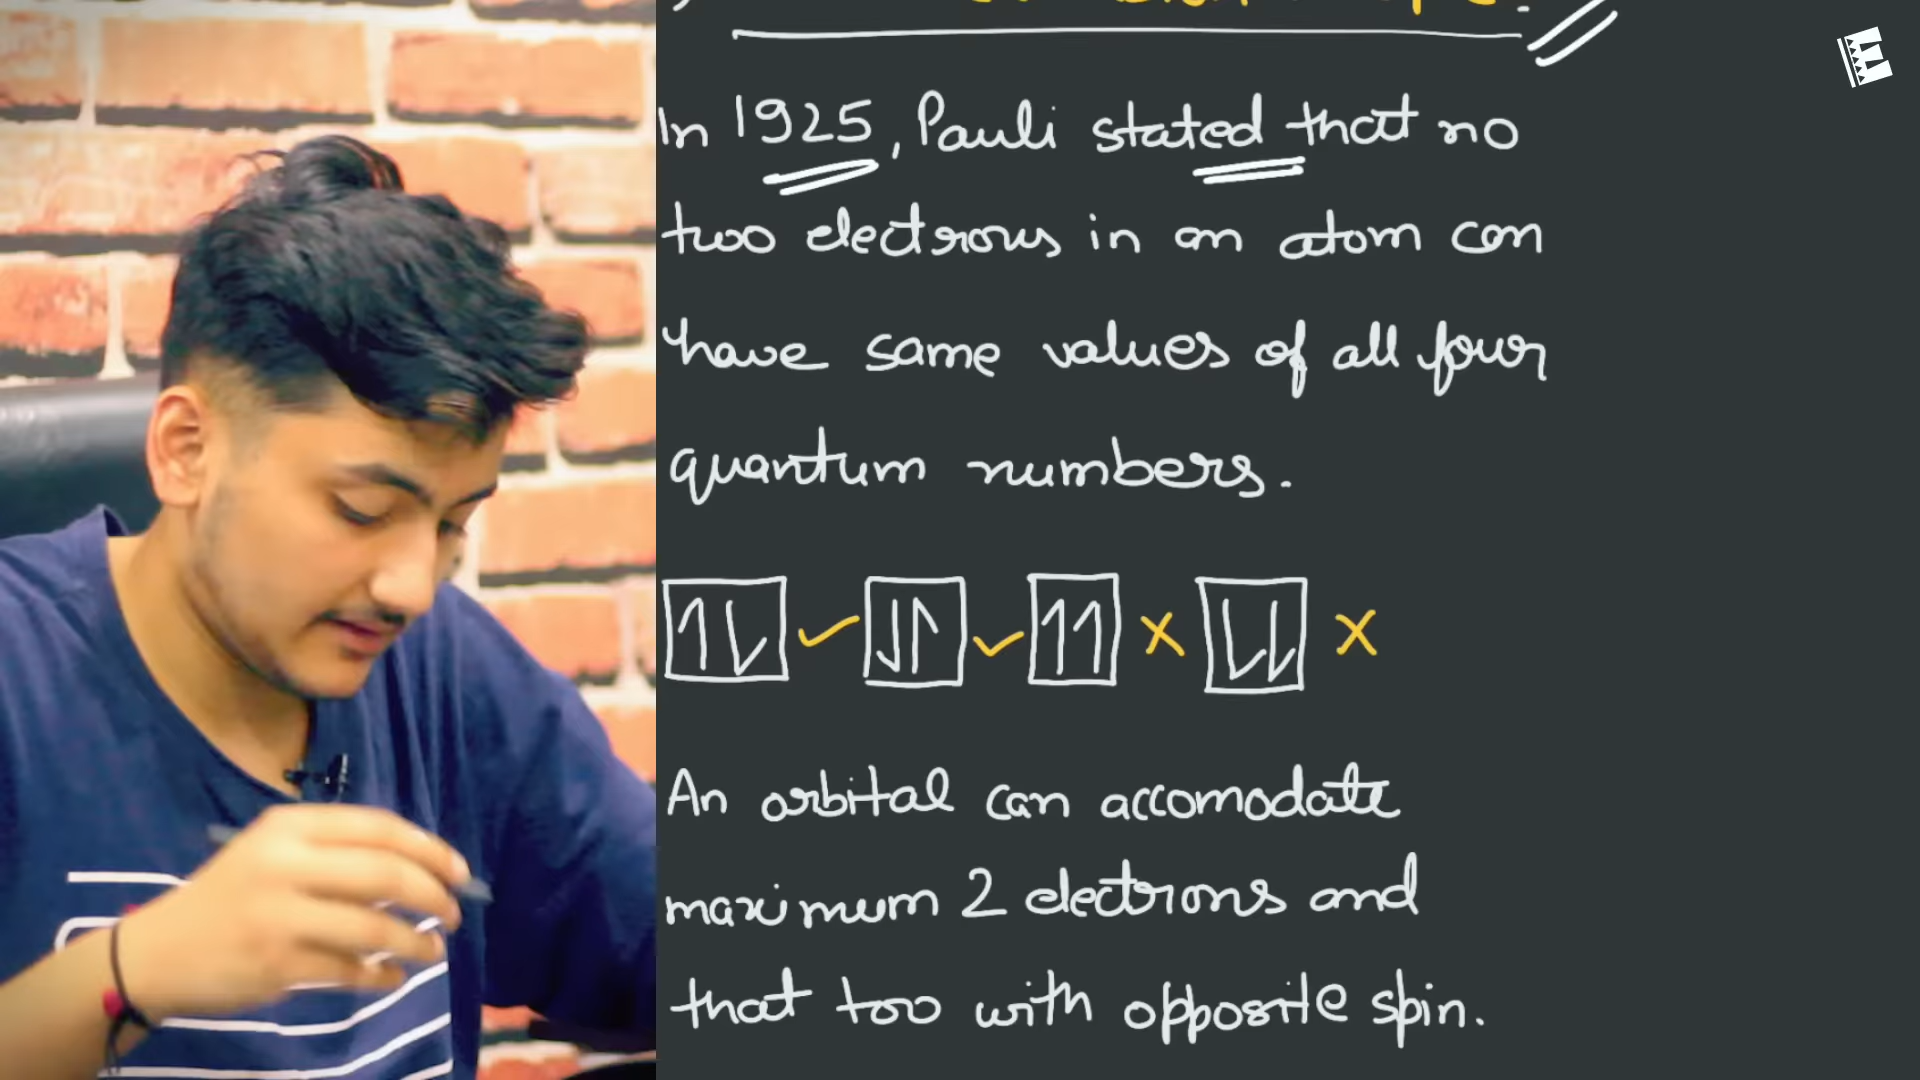 In 1925, Pauli stated that no
two electrons in an atom can
have same values of all four
quantum numbers.
An orbital can accomodate
maximum 2 electrons and
that too with opposite spin.